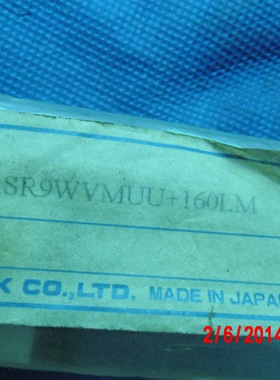 SR9WVMUU+160LM
K CO.,LTD. MADE IN JAPAN
2/6/2014